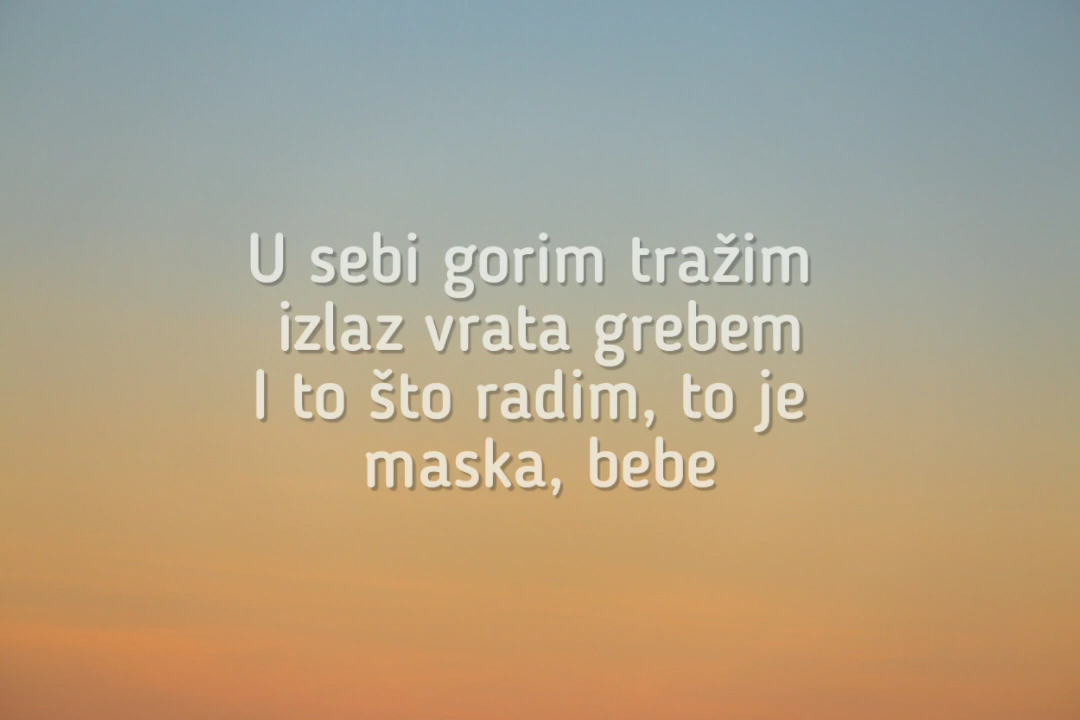 U sebi gorim tražim
izlaz vrata grebem
I to što radim, to je
maska, bebe